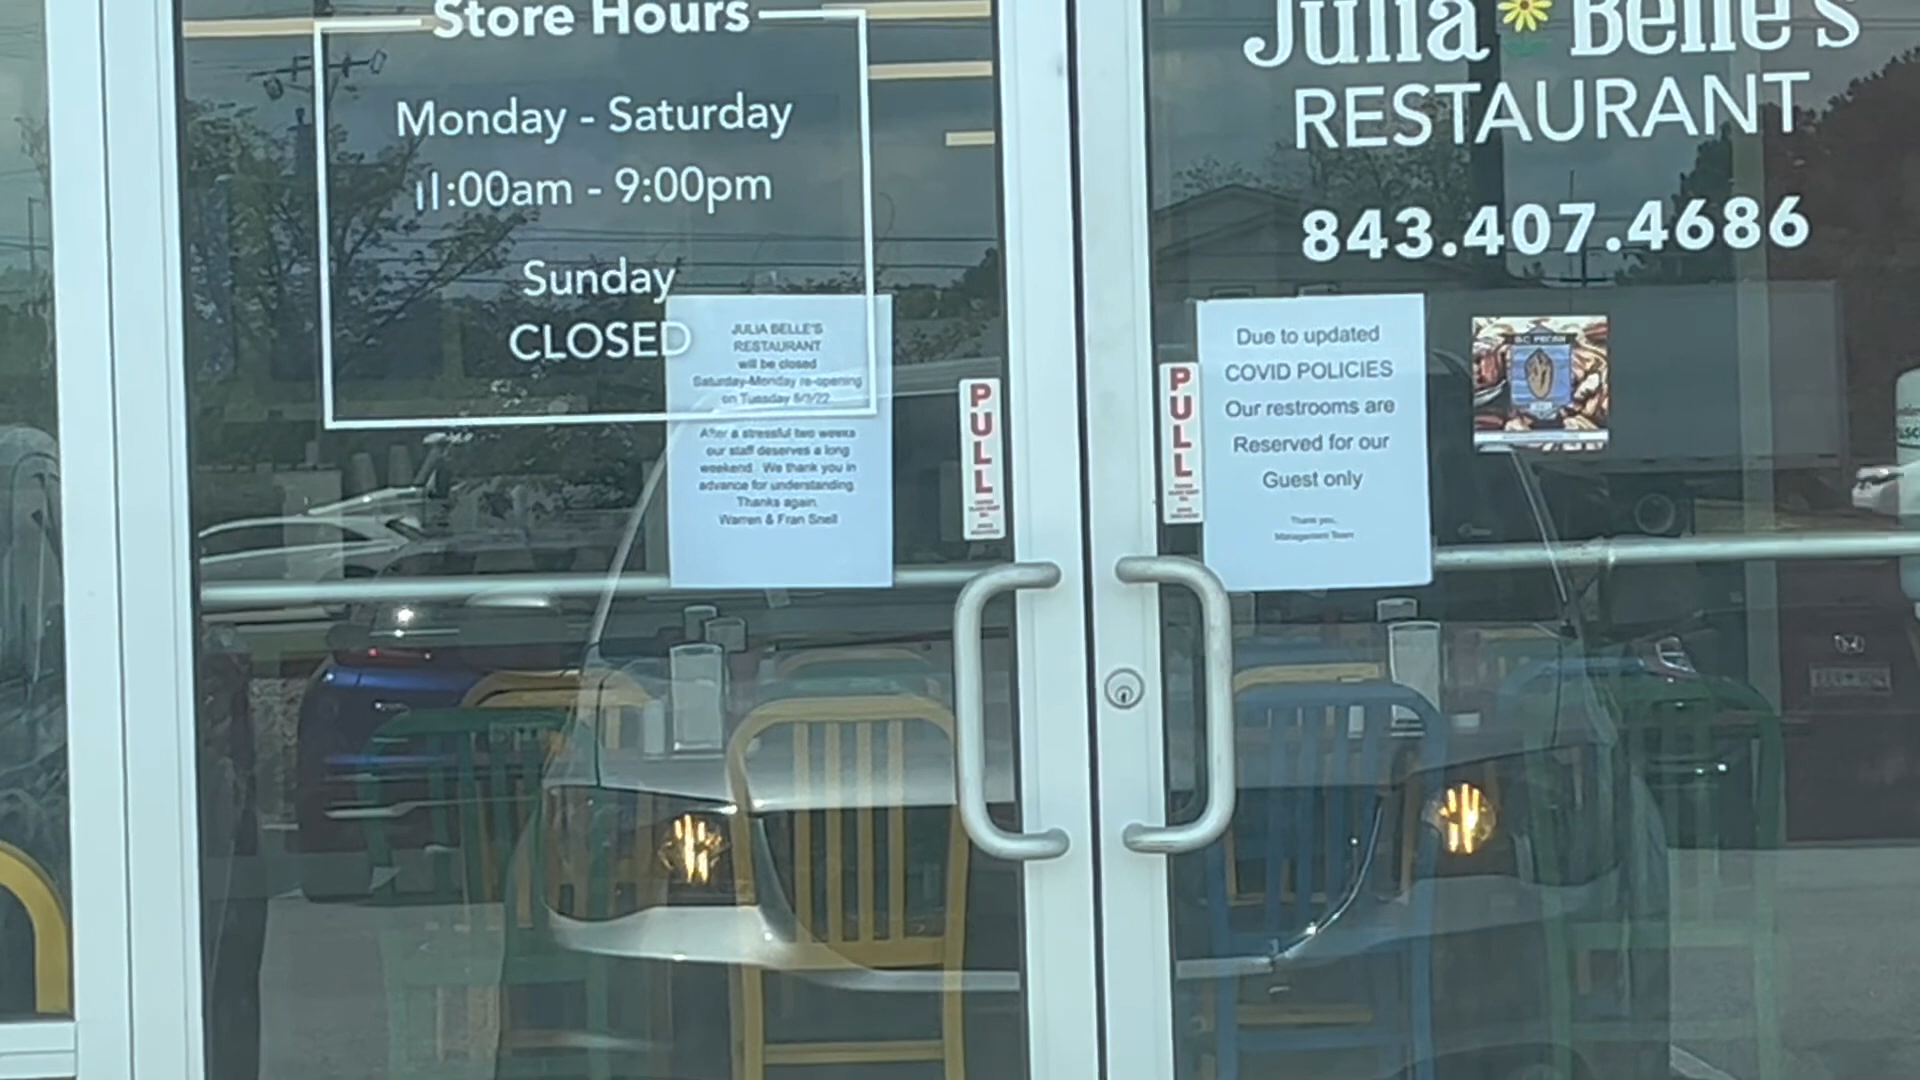 Store Hours
Monday - Saturday
11:00am - 9:00pm
Sunday
CLOSED
JULIA BELLE'S
RESTAURANT
will be closed
Saturday-Monday re-opening
on Tuesday 5/3/22
After a stressful two weeks
our staff deserves a long
weekend. We thank you in
advance for understanding.
Thanks again,
Warren & Fran Snell
PULL
PULL
Julia Belle's
RESTAURANT
843.407.4686
Due to updated
COVID POLICIES
Our restrooms are
Reserved for our
Guest only
Thank you,
Management Team